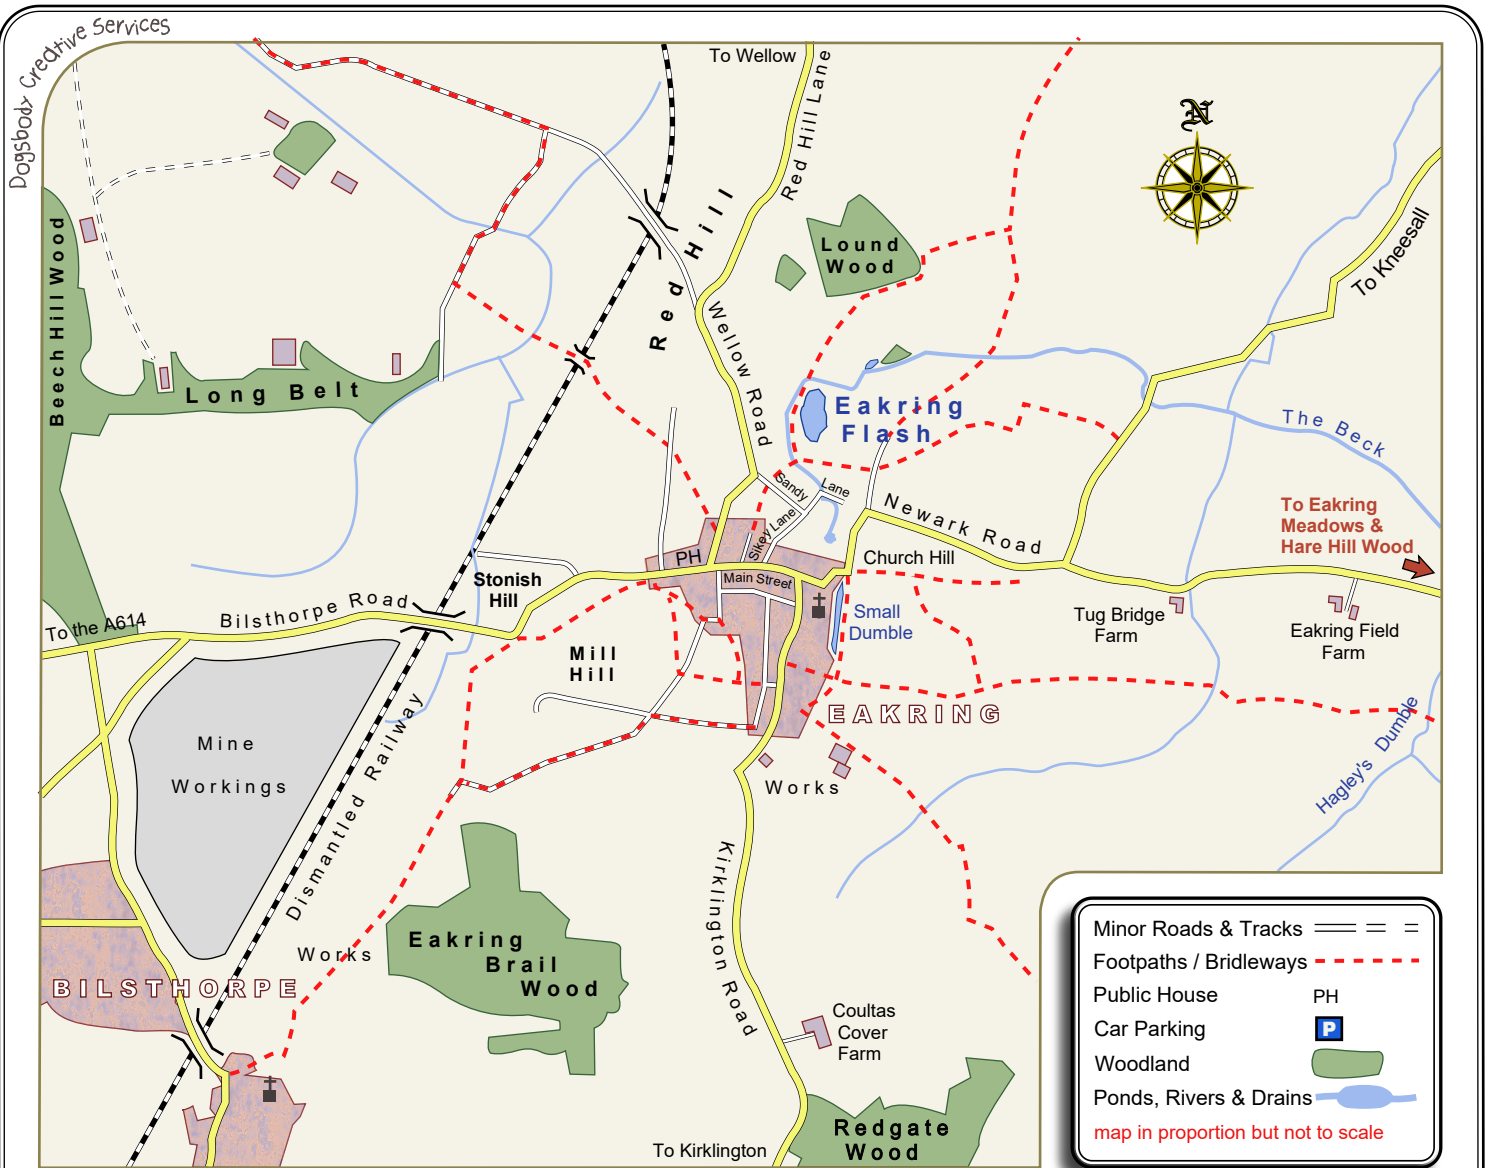 Dogsbody Creative Services
To Wellow
Red Hill Lane
N
Beech Hill Wood
Red Hill
Lound
Wood
To Kneesall
Wellow Road
Long Belt
Eakring
Flash
The Beck
Sandy
Lane
Sikey Lane
Newark Road
To Eakring
Meadows &
Hare Hill Wood
PH
Church Hill
Main Street
Stonish
Hill
To the A614
Bilsthorpe Road
Small
Dumble
Tug Bridge
Farm
Eakring Field
Farm
Mill
Hill
EAKRING
Mine
Workings
Dismantled Railway
Works
Hagley's Dumble
Kirklington Road
Eakring
Brail
Wood
Works
BILSTHORPE
Coultas
Cover
Farm
Redgate
Wood
To Kirklington
Minor Roads & Tracks
Footpaths / Bridleways
Public House PH
Car Parking P
Woodland
Ponds, Rivers & Drains
map in proportion but not to scale